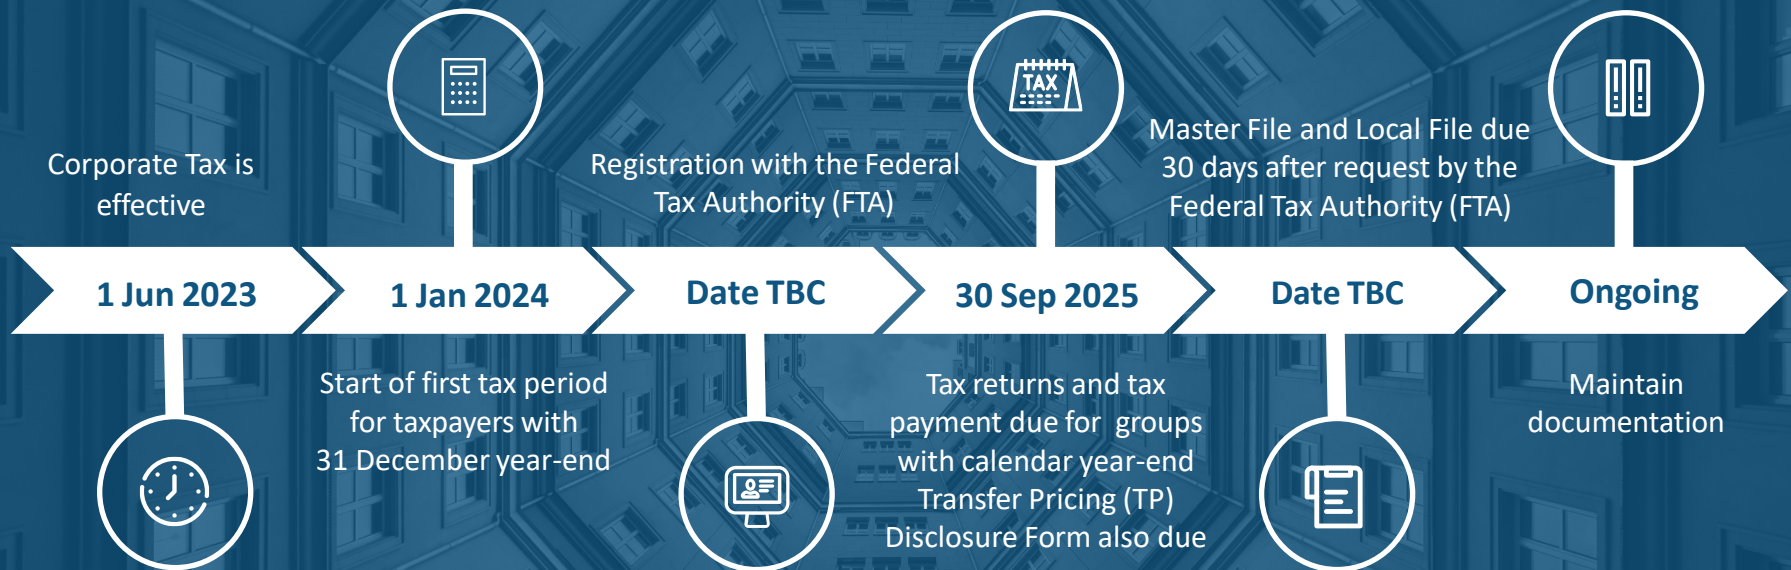 Corporate Tax is
effective
1 Jun 2023
1 Jan 2024
Start of first tax period
for taxpayers with
31 December year-end
Registration with the Federal
Tax Authority (FTA)
Date TBC
TAX
30 Sep 2025
Tax returns and tax
payment due for groups
with calendar year-end
Transfer Pricing (TP)
Disclosure Form also due
Master File and Local File due
30 days after request by the
Federal Tax Authority (FTA)
Date TBC
Ongoing
Maintain
documentation